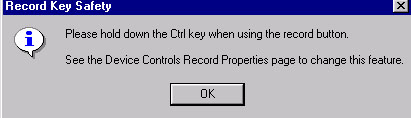 Record Key Safety
Please hold down the Ctrl key when using the record button.
See the Device Controls Record Properties page to change this feature.
OK